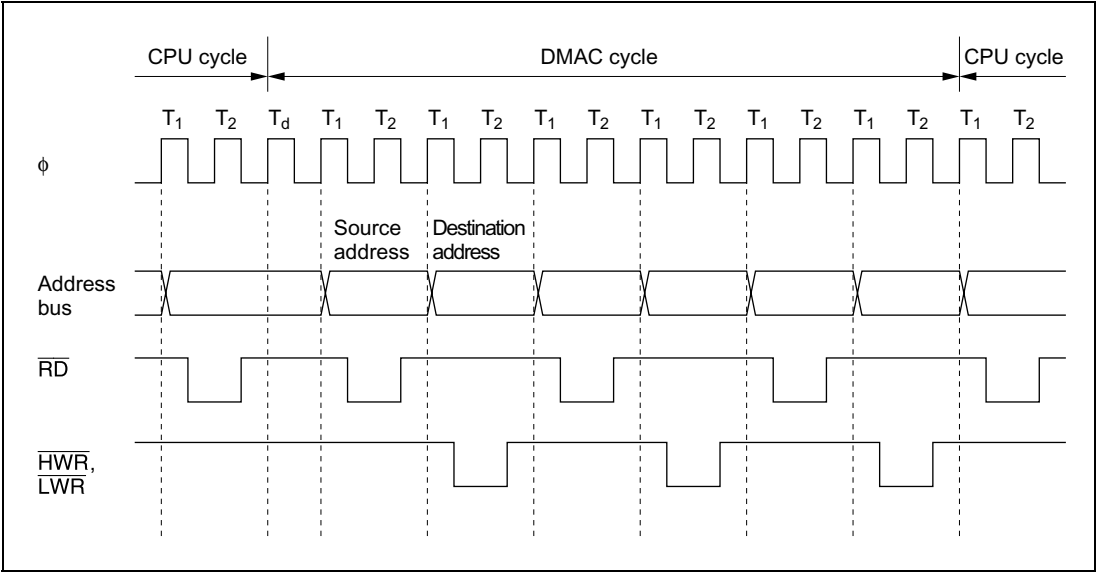 CPU cycle DMAC cycle CPU cycle
T1 T2 Td T1 T2 T1 T2 T1 T2 T1 T2 T1 T2 T1 T2 T1 T2
ϕ
Source address
Destination address
Address bus
RD
HWR,
LWR